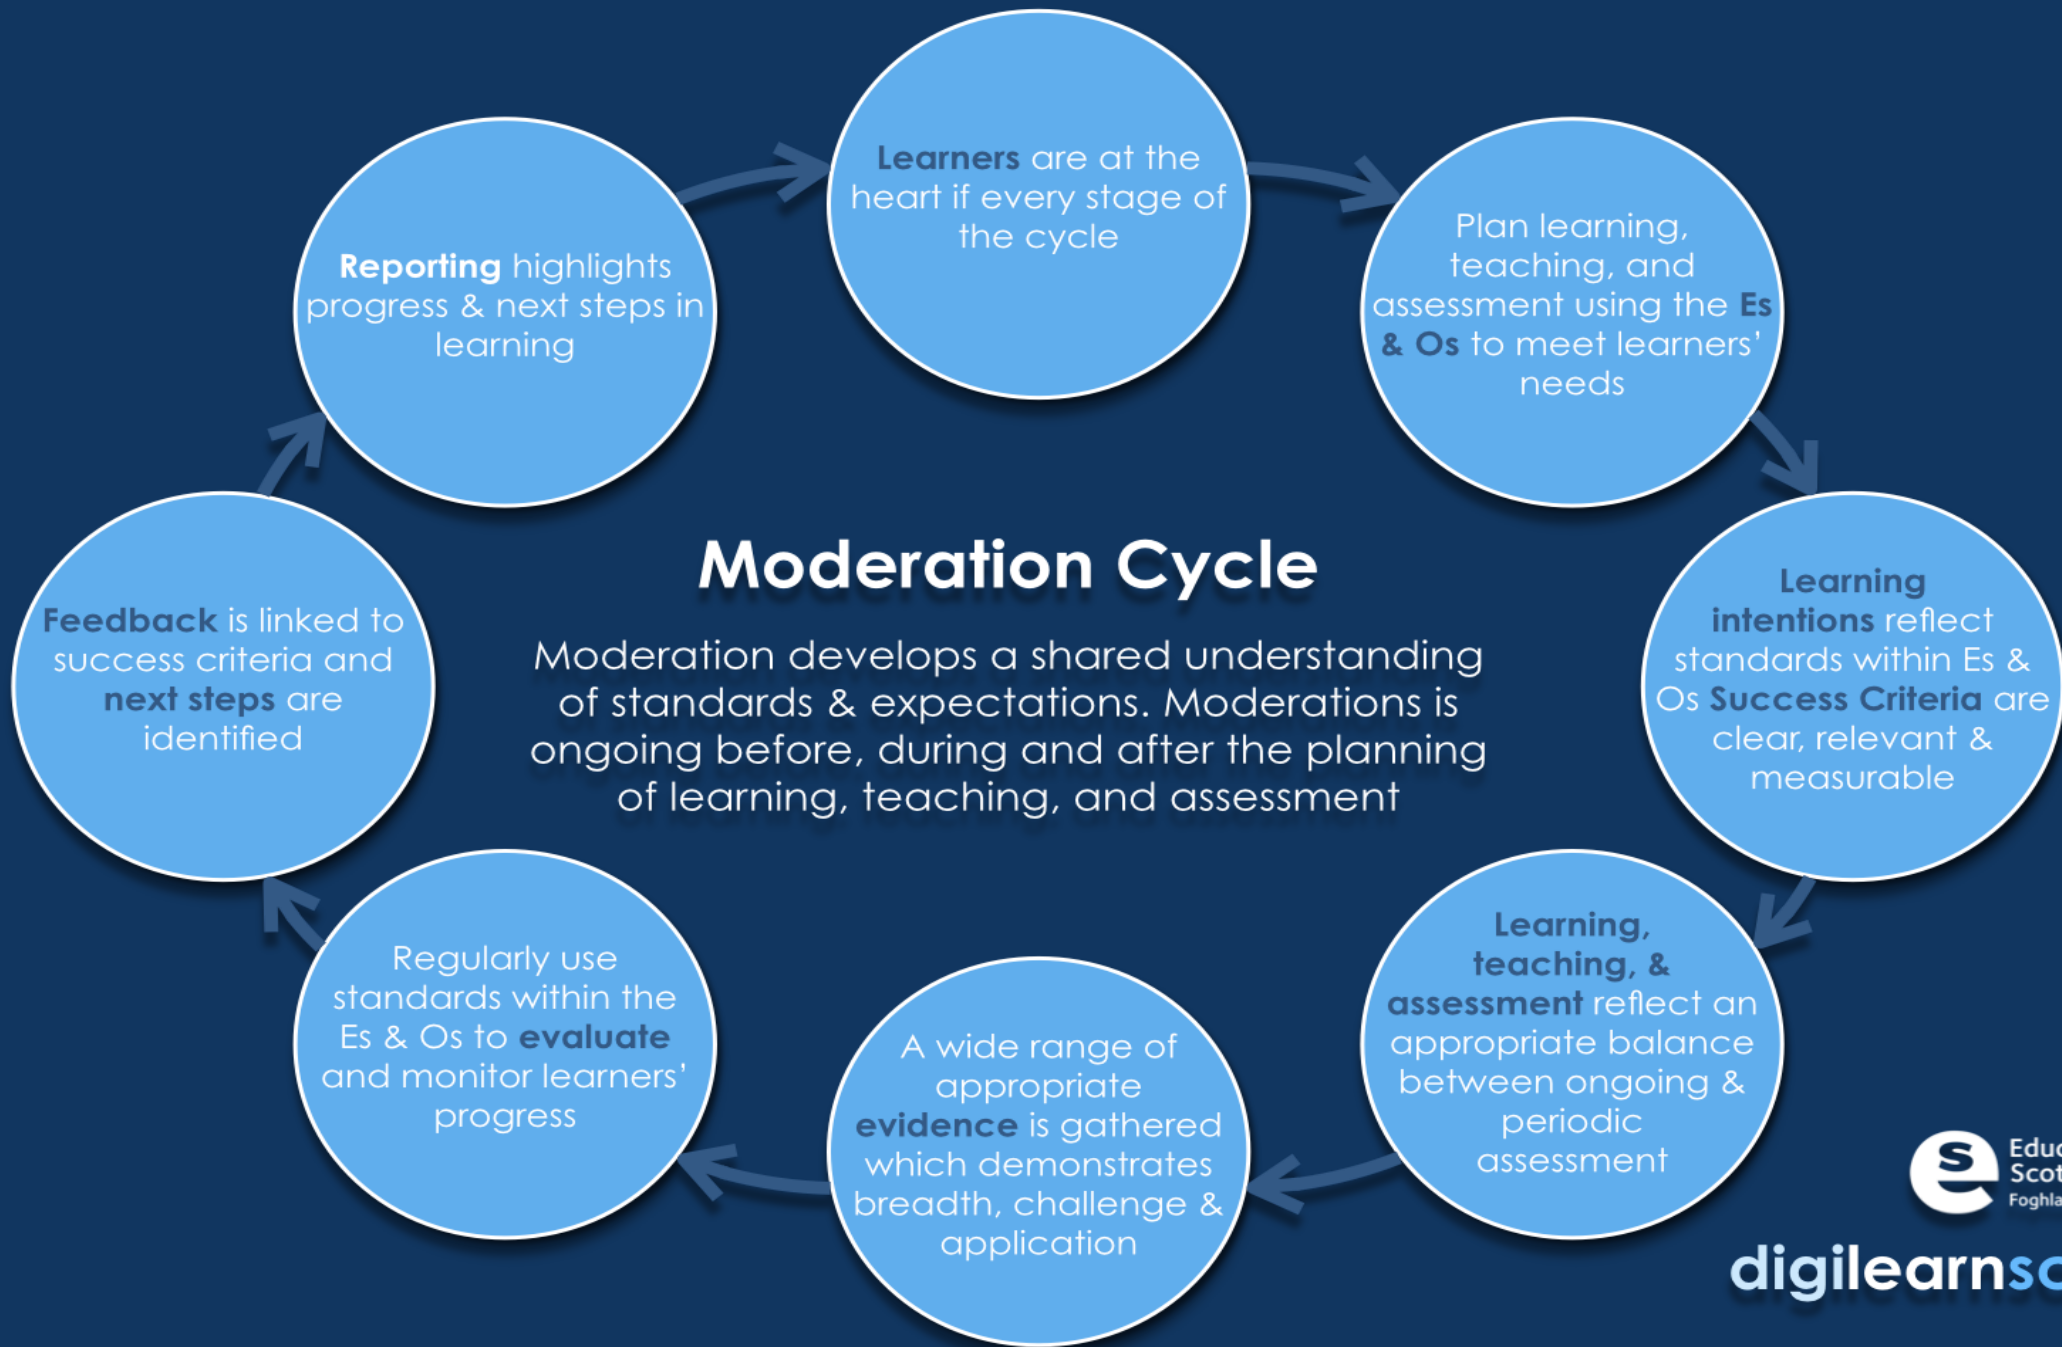 Learners are at the
heart if every stage of
the cycle
Plan learning,
teaching, and
assessment using the Es
& Os to meet learners’
needs
Learning
intentions reflect
standards within Es &
Os Success Criteria are
clear, relevant &
measurable
Learning,
teaching, &
assessment reflect an
appropriate balance
between ongoing &
periodic
assessment
A wide range of
appropriate
evidence is gathered
which demonstrates
breadth, challenge &
application
Regularly use
standards within the
Es & Os to evaluate
and monitor learners’
progress
Feedback is linked to
success criteria and
next steps are
identified
Reporting highlights
progress & next steps in
learning
Moderation Cycle
Moderation develops a shared understanding
of standards & expectations. Moderations is
ongoing before, during and after the planning
of learning, teaching, and assessment